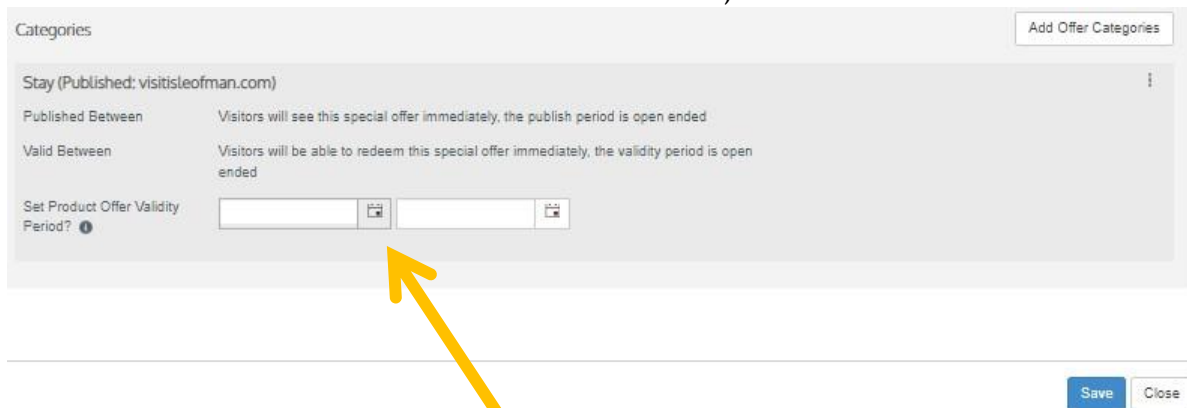 Categories
Add Offer Categories
Stay (Published: visitisleofman.com)
Published Between
Visitors will see this special offer immediately, the publish period is open ended
Valid Between
Visitors will be able to redeem this special offer immediately, the validity period is open
ended
Set Product Offer Validity
Period?
Save
Close